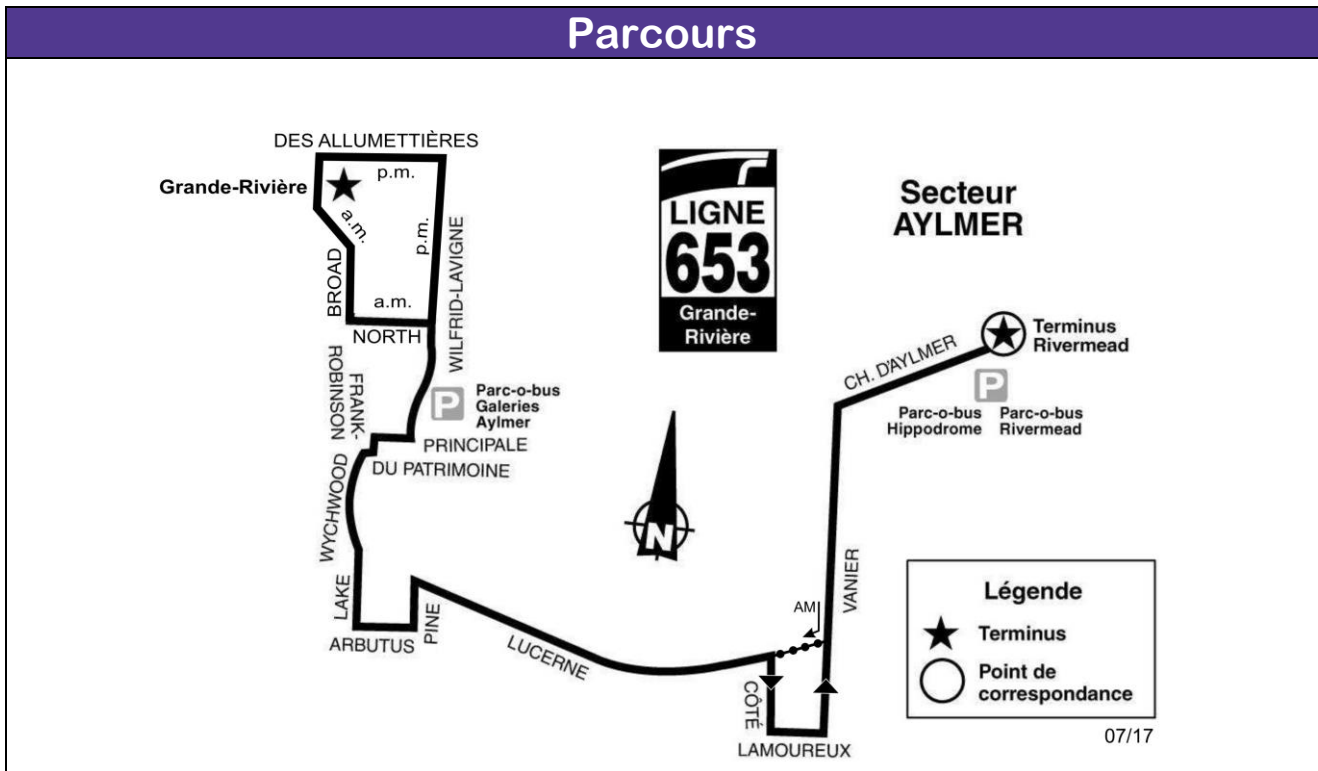 Parcours
DES ALLUMETTIÈRES
p.m.
Grande-Rivière
a.m.
p.m.
WILFRID-LAVIGNE
BROAD
a.m.
NORTH
FRANK-
ROBINSON
P
Parc-o-bus
Galeries
Aylmer
PRINCIPALE
DU PATRIMOINE
WYCHWOOD
LAKE
ARBUTUS
PINE
LUCERNE
LIGNE
653
Grande-
Rivière
N
Secteur
AYLMER
CH. D'AYLMER
Terminus
Rivermead
P
Parc-o-bus
Hippodrome
Parc-o-bus
Rivermead
VANIER
AM
CÔTÉ
LAMOUREUX
Légende
Terminus
Point de
correspondance
07/17